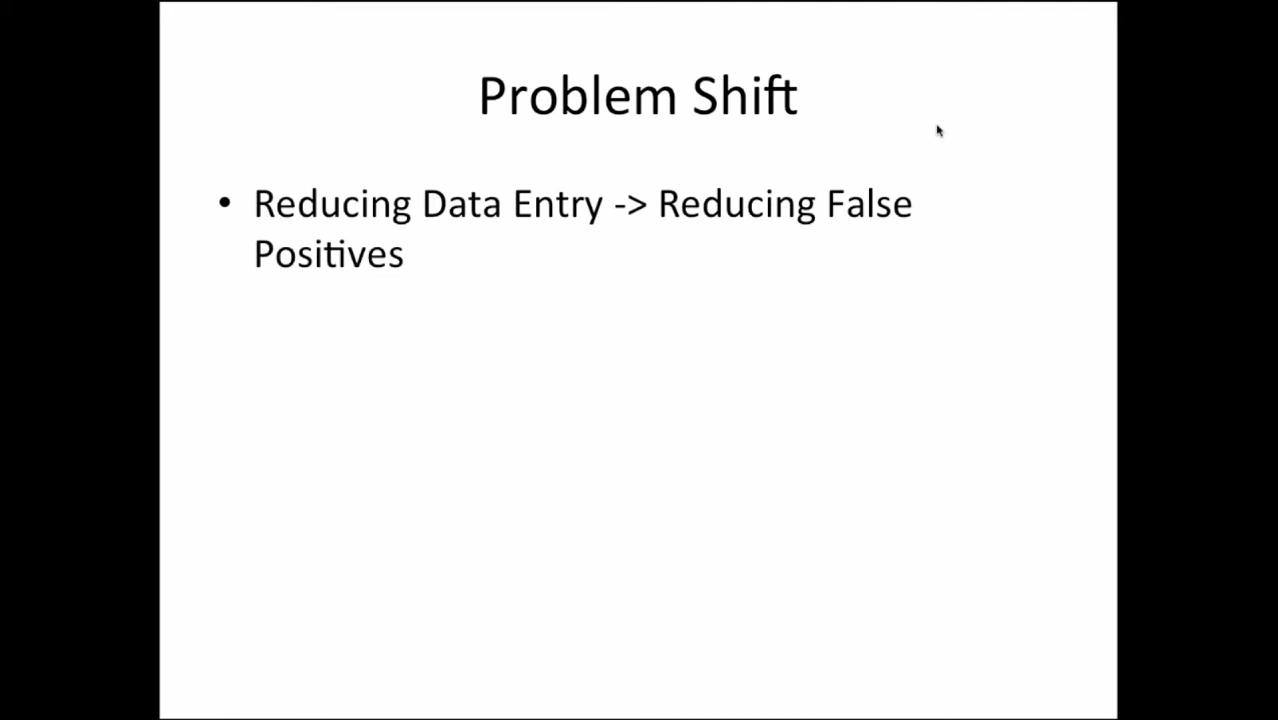 Problem Shift
• Reducing Data Entry -> Reducing False
Positives